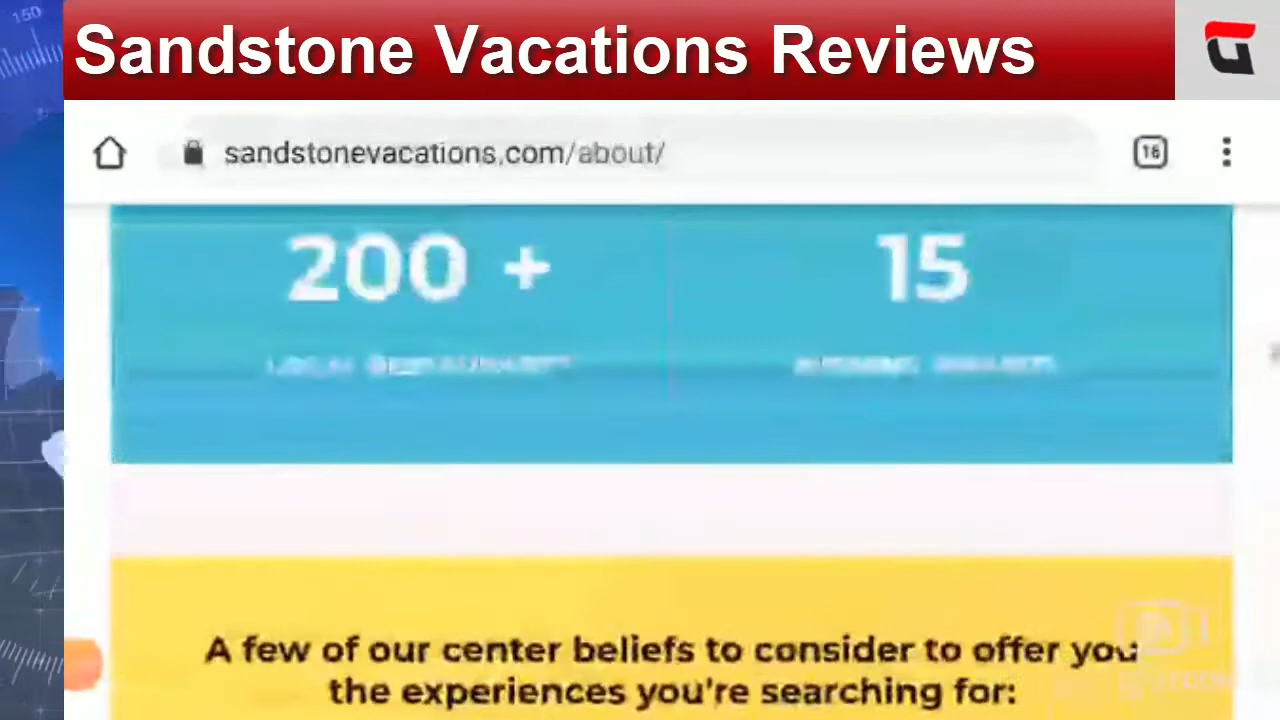 150
Sandstone Vacations Reviews
sandstonevacations.com/about/
16
200 +
15
A few of our center beliefs to consider to offer you
the experiences you're searching for: